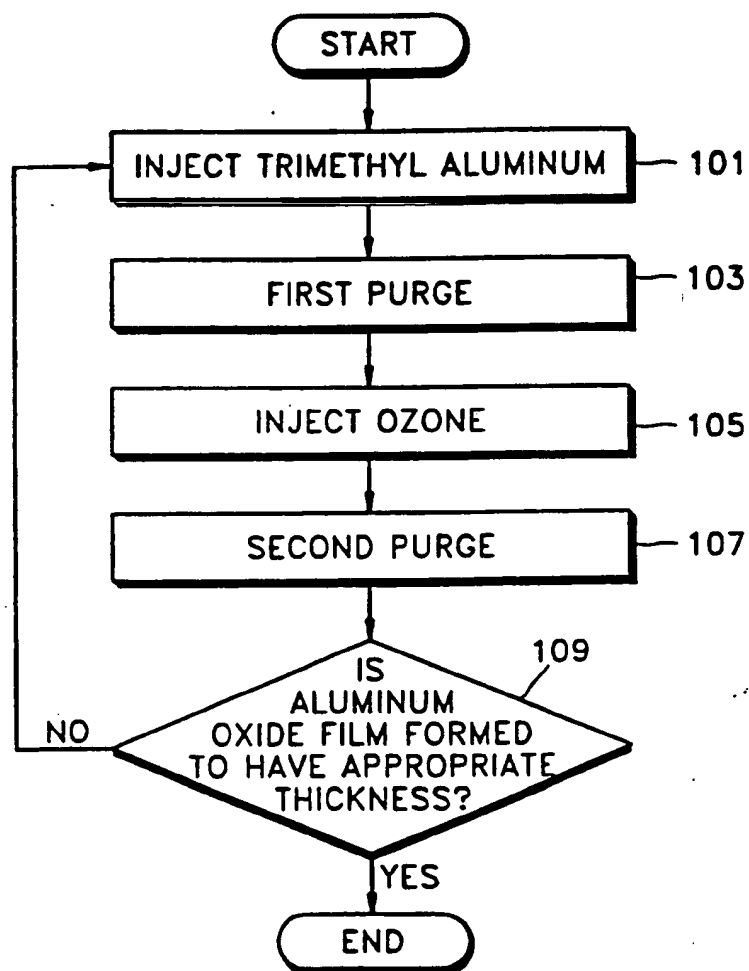 START
INJECT TRIMETHYL ALUMINUM
101
FIRST PURGE
103
INJECT OZONE
105
SECOND PURGE
107
109
IS
ALUMINUM
OXIDE FILM FORMED
TO HAVE APPROPRIATE
THICKNESS?
NO
YES
END